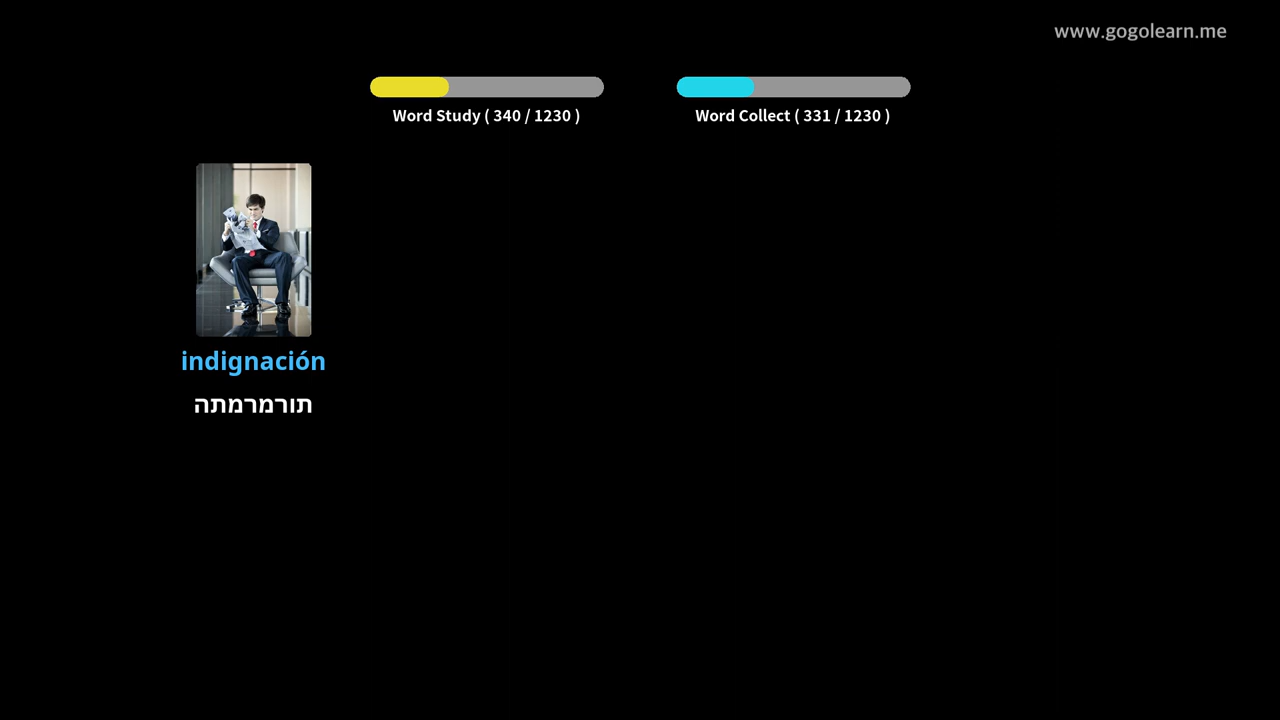 www.gogolearn.me
Word Study ( 340 / 1230 )
Word Collect ( 331 / 1230 )
indignación
תורמרמתה